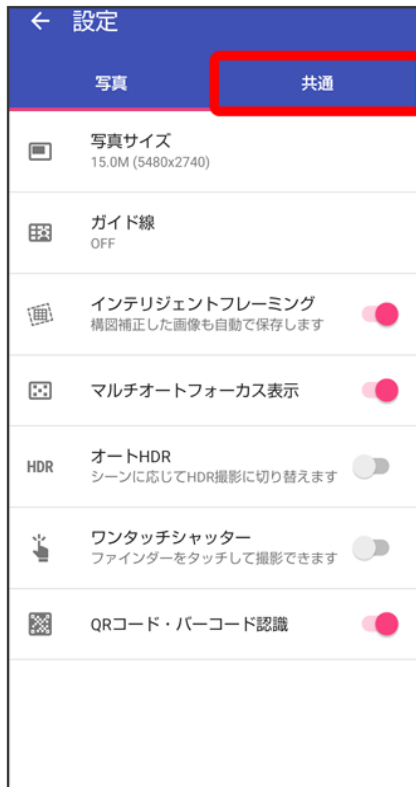 ← 設定
写真 共通
写真サイズ
15.0M (5480x2740)
ガイド線
OFF
インテリジェントフレーミング
構図補正した画像も自動で保存します
マルチオートフォーカス表示
HDR オートHDR
シーンに応じてHDR撮影に切り替えます
ワンタッチシャッター
ファインダーをタッチして撮影できます
QRコード・バーコード認識